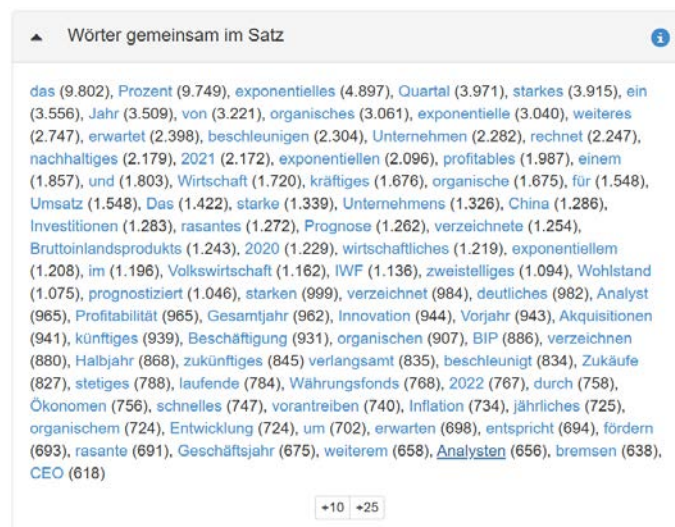 Wörter gemeinsam im Satz
das (9.802), Prozent (9.749), exponentielles (4.897), Quartal (3.971), starkes (3.915), ein
(3.556), Jahr (3.509), von (3.221), organisches (3.061), exponentielle (3.040), weiteres
(2.747), erwartet (2.398), beschleunigen (2.304), Unternehmen (2.282), rechnet (2.247),
nachhaltiges (2.179), 2021 (2.172), exponentiellen (2.096), profitables (1.987), einem
(1.857), und (1.803), Wirtschaft (1.720), kräftiges (1.676), organische (1.675), für (1.548),
Umsatz (1.548), Das (1.422), starke (1.339), Unternehmens (1.326), China (1.286),
Investitionen (1.283), rasantes (1.272), Prognose (1.262), verzeichnete (1.254),
Bruttoinlandsprodukts (1.243), 2020 (1.229), wirtschaftliches (1.219), exponentiellem
(1.208), im (1.196), Volkswirtschaft (1.162), IWF (1.136), zweistelliges (1.094), Wohlstand
(1.075), prognostiziert (1.046), starken (999), verzeichnet (984), deutliches (982), Analyst
(965), Profitabilität (965), Gesamtjahr (962), Innovation (944), Vorjahr (943), Akquisitionen
(941), künftiges (939), Beschäftigung (931), organischen (907), BIP (886), verzeichnen
(880), Halbjahr (868), zukünftiges (845) verlangsamt (835), beschleunigt (834), Zukäufe
(827), stetiges (788), laufende (784), Währungsfonds (768), 2022 (767), durch (758),
Ökonomen (756), schnelles (747), vorantreiben (740), Inflation (734), jährliches (725),
organischem (724), Entwicklung (724), um (702), erwarten (698), entspricht (694), fördern
(693), rasante (691), Geschäftsjahr (675), weiterem (658), Analysten (656), bremsen (638),
CEO (618)
+10 +25